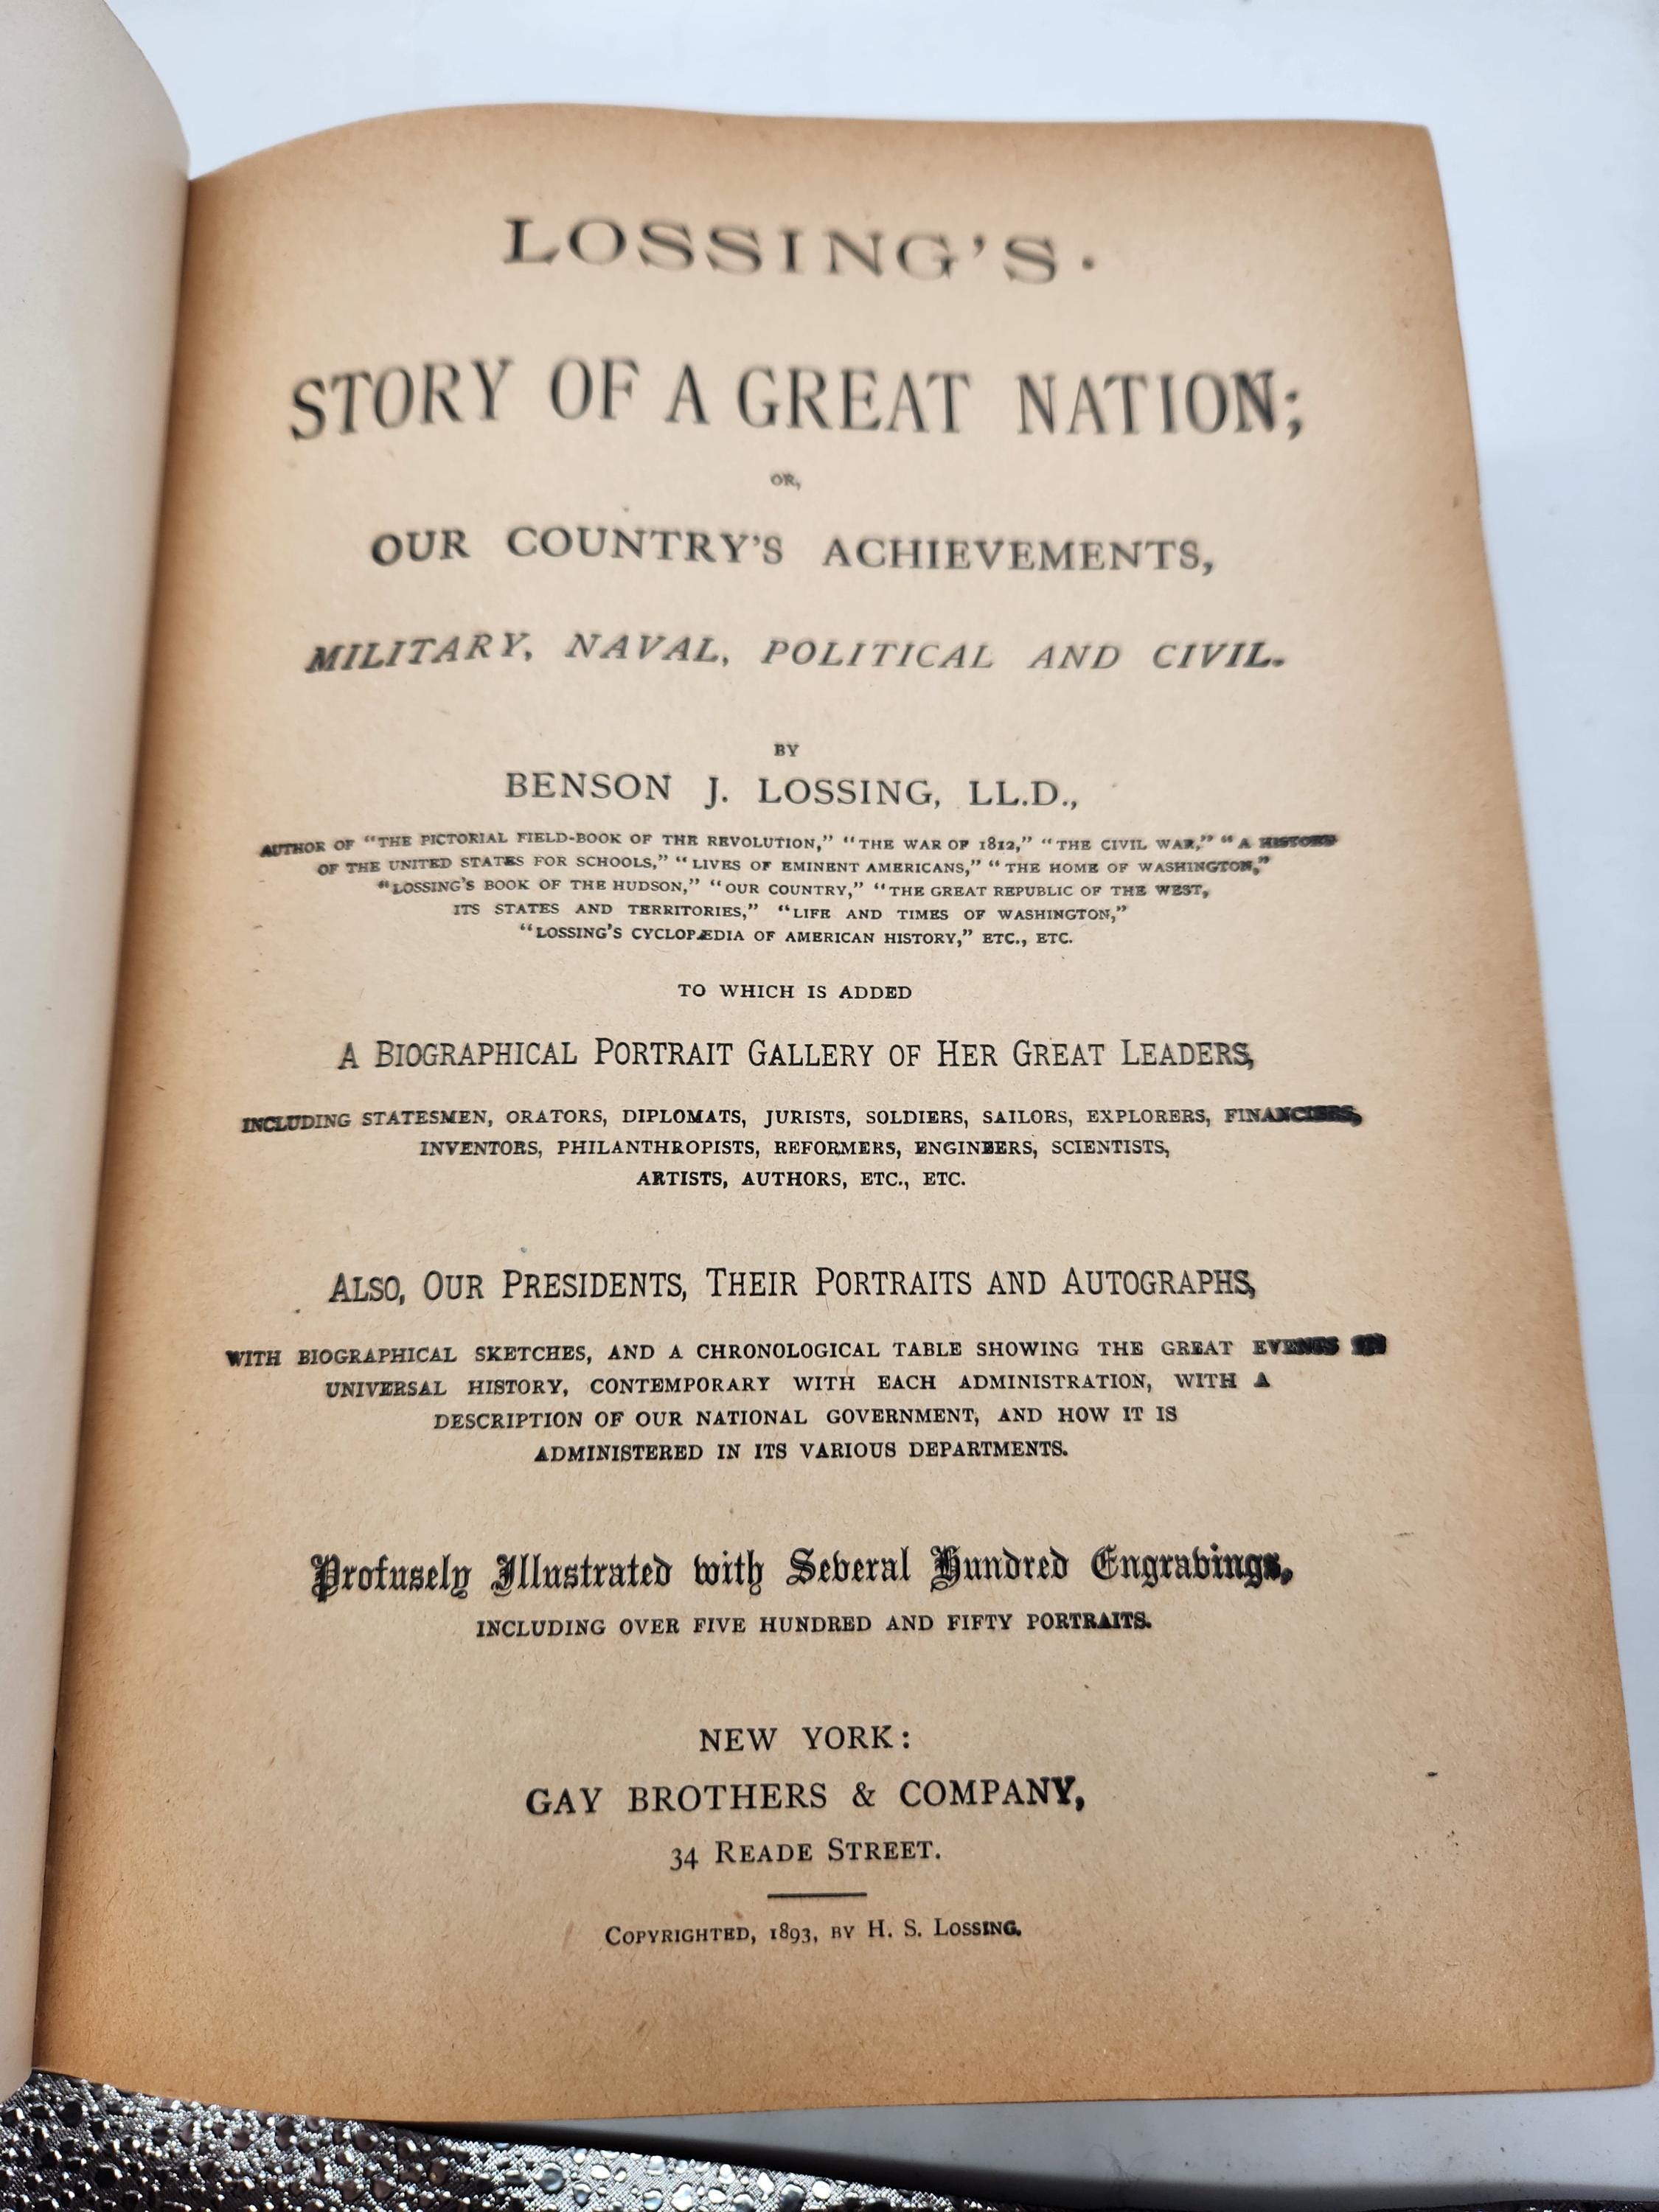 LOSSING'S.
STORY OF A GREAT NATION;
OR,
OUR COUNTRY'S ACHIEVEMENTS,
MILITARY, NAVAL, POLITICAL AND CIVIL.
BY
BENSON J. LOSSING, LL.D.,
AUTHOR OF "THE PICTORIAL FIELD-BOOK OF THE REVOLUTION," "THE WAR OF 1812," "THE CIVIL WAR," "A HISTORY
OF THE UNITED STATES FOR SCHOOLS," "LIVES OF EMINENT AMERICANS," "THE HOME OF WASHINGTON,"
"LOSSING'S BOOK OF THE HUDSON," "OUR COUNTRY," "THE GREAT REPUBLIC OF THE WEST,
ITS STATES AND TERRITORIES," "LIFE AND TIMES OF WASHINGTON,"
"LOSSING'S CYCLOPÆDIA OF AMERICAN HISTORY," ETC., ETC.
TO WHICH IS ADDED
A BIOGRAPHICAL PORTRAIT GALLERY OF HER GREAT LEADERS,
INCLUDING STATESMEN, ORATORS, DIPLOMATS, JURISTS, SOLDIERS, SAILORS, EXPLORERS, FINANCIERS,
INVENTORS, PHILANTHROPISTS, REFORMERS, ENGINEERS, SCIENTISTS,
ARTISTS, AUTHORS, ETC., ETC.
ALSO, OUR PRESIDENTS, THEIR PORTRAITS AND AUTOGRAPHS,
WITH BIOGRAPHICAL SKETCHES, AND A CHRONOLOGICAL TABLE SHOWING THE GREAT EVENTS IN
UNIVERSAL HISTORY, CONTEMPORARY WITH EACH ADMINISTRATION, WITH A
DESCRIPTION OF OUR NATIONAL GOVERNMENT, AND HOW IT IS
ADMINISTERED IN ITS VARIOUS DEPARTMENTS.
Profusely Illustrated with Several Hundred Engravings,
INCLUDING OVER FIVE HUNDRED AND FIFTY PORTRAITS.
NEW YORK:
GAY BROTHERS & COMPANY,
34 READE STREET.
COPYRIGHTED, 1893, BY H. S. LOSSING.